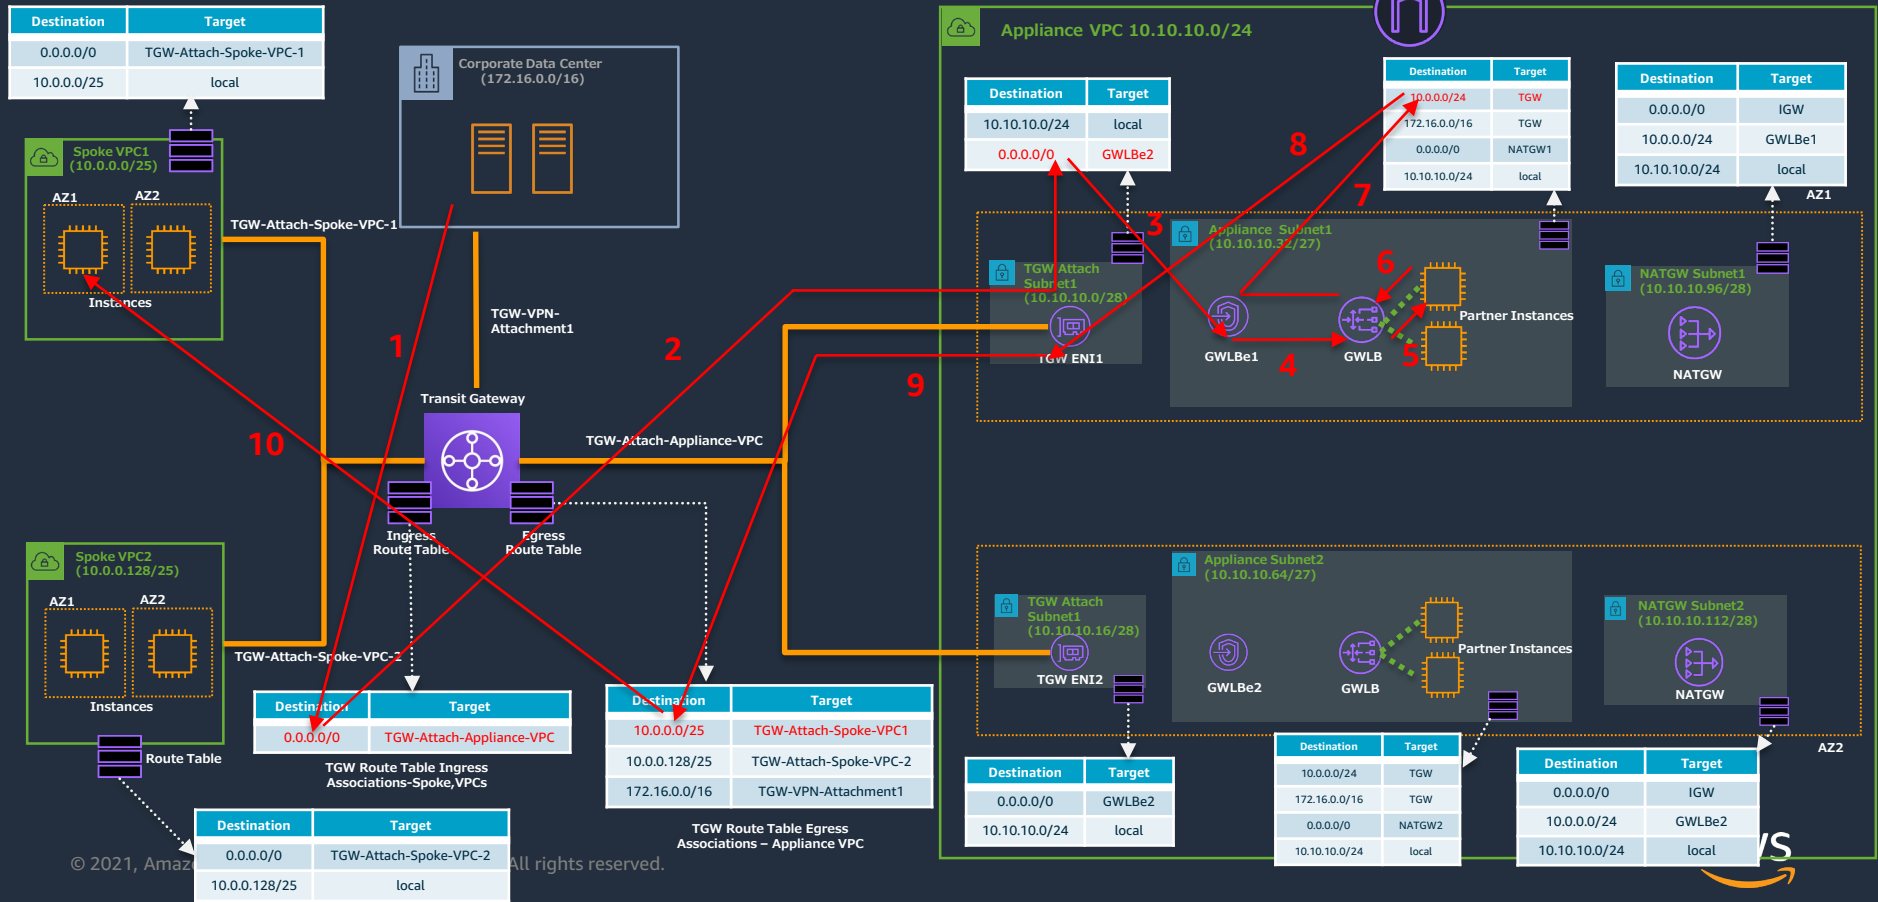 Destination Target
0.0.0.0/0 TGW-Attach-Spoke-VPC-1
10.0.0.0/25 local
Spoke VPC1
(10.0.0.0/25)
AZ1 AZ2
Instances
TGW-Attach-Spoke-VPC-1
Corporate Data Center
(172.16.0.0/16)
TGW-VPN-
Attachment1
1
2
10
9
Transit Gateway
TGW-Attach-Appliance-VPC
Ingress
Route Table
Egress
Route Table
Spoke VPC2
(10.0.0.128/25)
AZ1 AZ2
Instances
TGW-Attach-Spoke-VPC-2
Route Table
Destination Target
0.0.0.0/0 TGW-Attach-Appliance-VPC
TGW Route Table Ingress
Associations-Spoke,VPCs
Destination Target
10.0.0.0/25 TGW-Attach-Spoke-VPC1
10.0.0.128/25 TGW-Attach-Spoke-VPC-2
172.16.0.0/16 TGW-VPN-Attachment1
TGW Route Table Egress
Associations – Appliance VPC
Destination Target
0.0.0.0/0 TGW-Attach-Spoke-VPC-2
10.0.0.128/25 local
© 2021, All rights reserved.
Appliance VPC 10.10.10.0/24
Destination Target
10.10.10.0/24 local
0.0.0.0/0 GWLBe2
Destination Target
10.0.0.0/24 TGW
172.16.0.0/16 TGW
0.0.0.0/0 NATGW1
10.10.10.0/24 local
Destination Target
0.0.0.0/0 IGW
10.0.0.0/24 GWLBe1
10.10.10.0/24 local
AZ1
8
7
3
6
4
5
TGW Attach
Subnet1
(10.10.10.0/28)
TGW ENI1
Appliance Subnet1
(10.10.10.32/27)
GWLBe1
GWLB
Partner Instances
NATGW Subnet1
(10.10.10.96/28)
NATGW
TGW Attach
Subnet1
(10.10.10.16/28)
TGW ENI2
Appliance Subnet2
(10.10.10.64/27)
GWLBe2
GWLB
Partner Instances
NATGW Subnet2
(10.10.10.112/28)
NATGW
AZ2
Destination Target
0.0.0.0/0 GWLBe2
10.10.10.0/24 local
Destination Target
10.0.0.0/24 TGW
172.16.0.0/16 TGW
0.0.0.0/0 NATGW2
10.10.10.0/24 local
Destination Target
0.0.0.0/0 IGW
10.0.0.0/24 GWLBe2
10.10.10.0/24 local